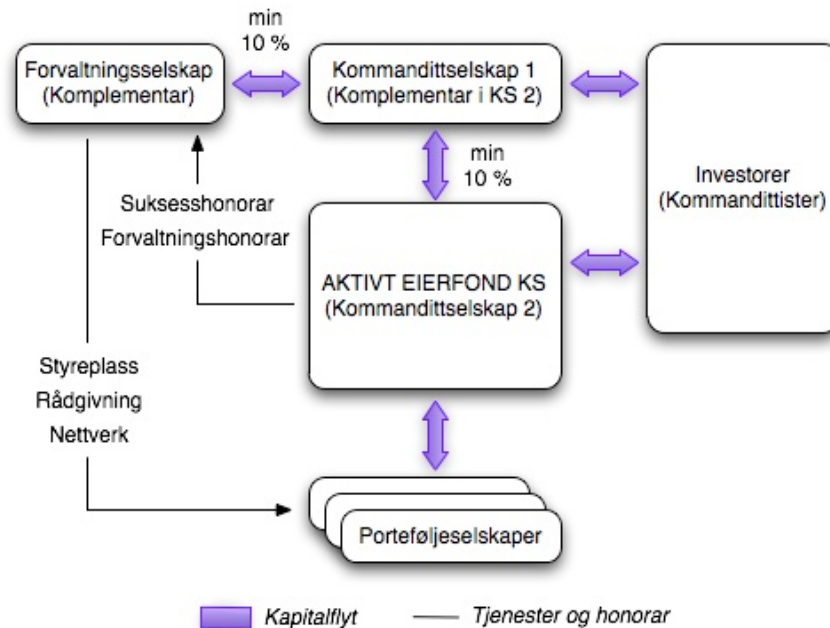 min
10 %
Forvaltningsselskap
(Komplementar)
Kommandittselskap 1
(Komplementar i KS 2)
min
10 %
Investorer
(Kommandittister)
Suksesshonorar
Forvaltningshonorar
AKTIVT EIERFOND KS
(Kommandittselskap 2)
Styreplass
Rådgivning
Nettverk
Porteføljeselskaper
Kapitalflyt
Tjenester og honorar